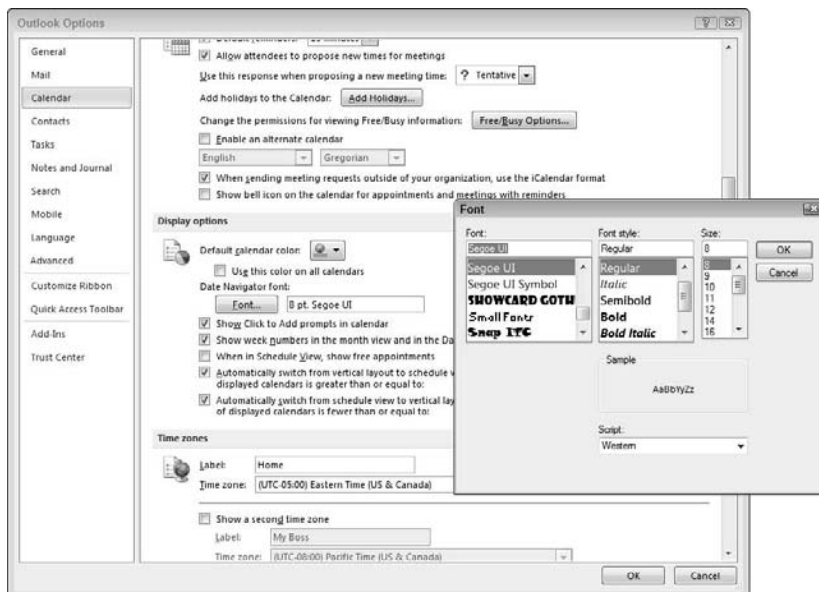 Outlook Options
General
Mail
Calendar
Contacts
Tasks
Notes and Journal
Search
Mobile
Language
Advanced
Customize Ribbon
Quick Access Toolbar
Add-Ins
Trust Center
Allow attendees to propose new times for meetings
Use this response when proposing a new meeting time: ? Tentative
Add holidays to the Calendar: Add Holidays...
Change the permissions for viewing Free/Busy information: Free/Busy Options...
Enable an alternate calendar
English Gregorian
When sending meeting requests outside of your organization, use the iCalendar format
Show bell icon on the calendar for appointments and meetings with reminders
Display options
Default calendar color:
Use this color on all calendars
Date Navigator font:
Font... 8 pt. Segoe UI
Show Click to Add prompts in calendar
Show week numbers in the month view and in the Da
When in Schedule View, show free appointments
Automatically switch from vertical layout to schedule v
displayed calendars is greater than or equal to:
Automatically switch from schedule view to vertical lay
of displayed calendars is fewer than or equal to:
Time zones
Label: Home
Time zone: (UTC-05:00) Eastern Time (US & Canada)
Show a second time zone
Label: My Boss
Time zone: (UTC-08:00) Pacific Time (US & Canada)
OK Cancel
Font
Font: Font style: Size:
Segoe UI Regular 8 OK
Segoe UI Regular 8 Cancel
Segoe UI Symbol Italic 9
SHOWCARD GOTH Semibold 10
Small Fonts Bold 11
Snap ITC Bold Italic 12
14
16
Sample
AaBbYyZz
Script:
Western